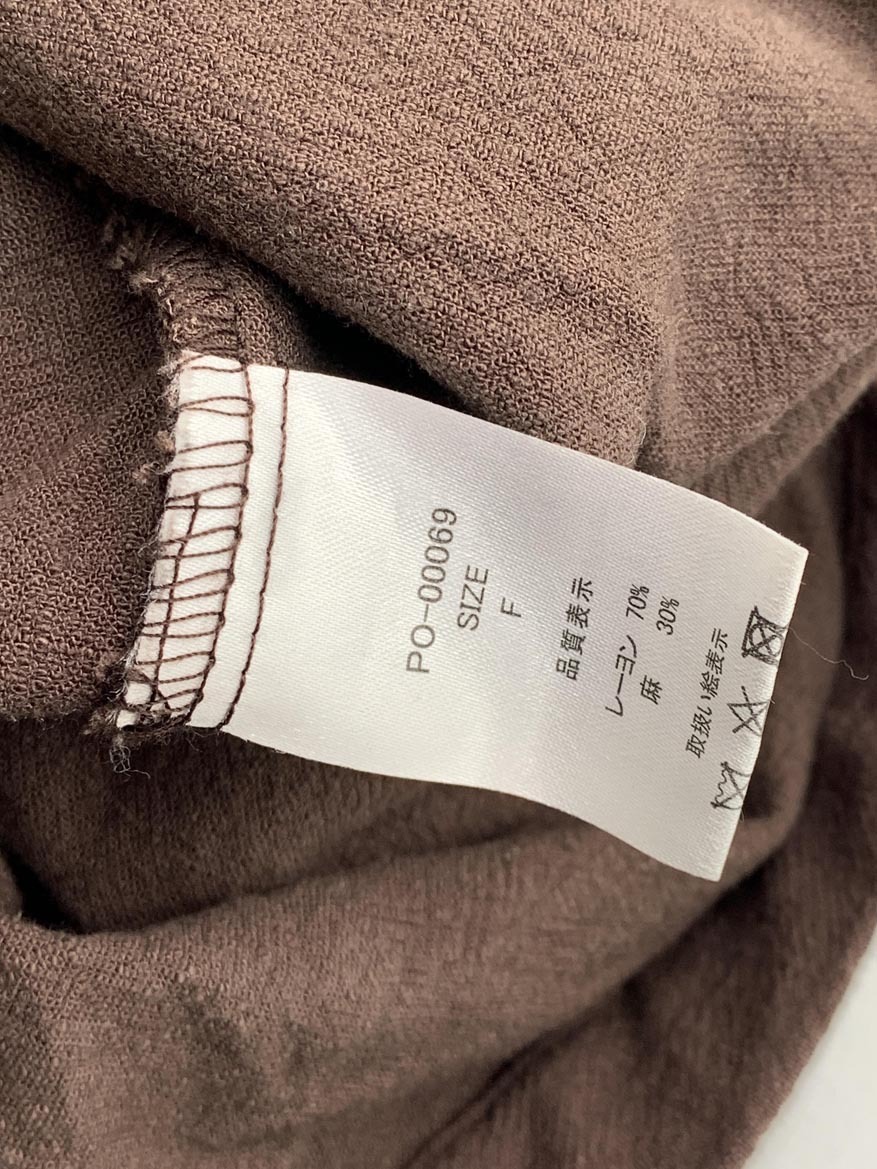 PO-00069
SIZE
F
品質表示
レーヨン 70%
麻 30%
取扱い絵表示